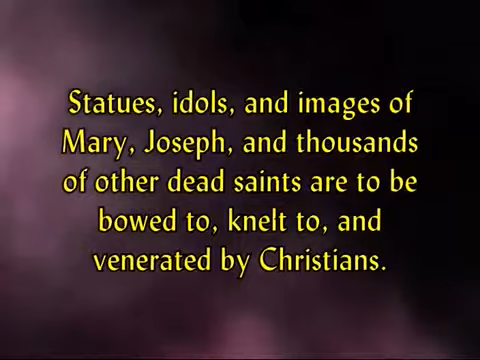 Statues, idols, and images of
Mary, Joseph, and thousands
of other dead saints are to be
bowed to, knelt to, and
venerated by Christians.